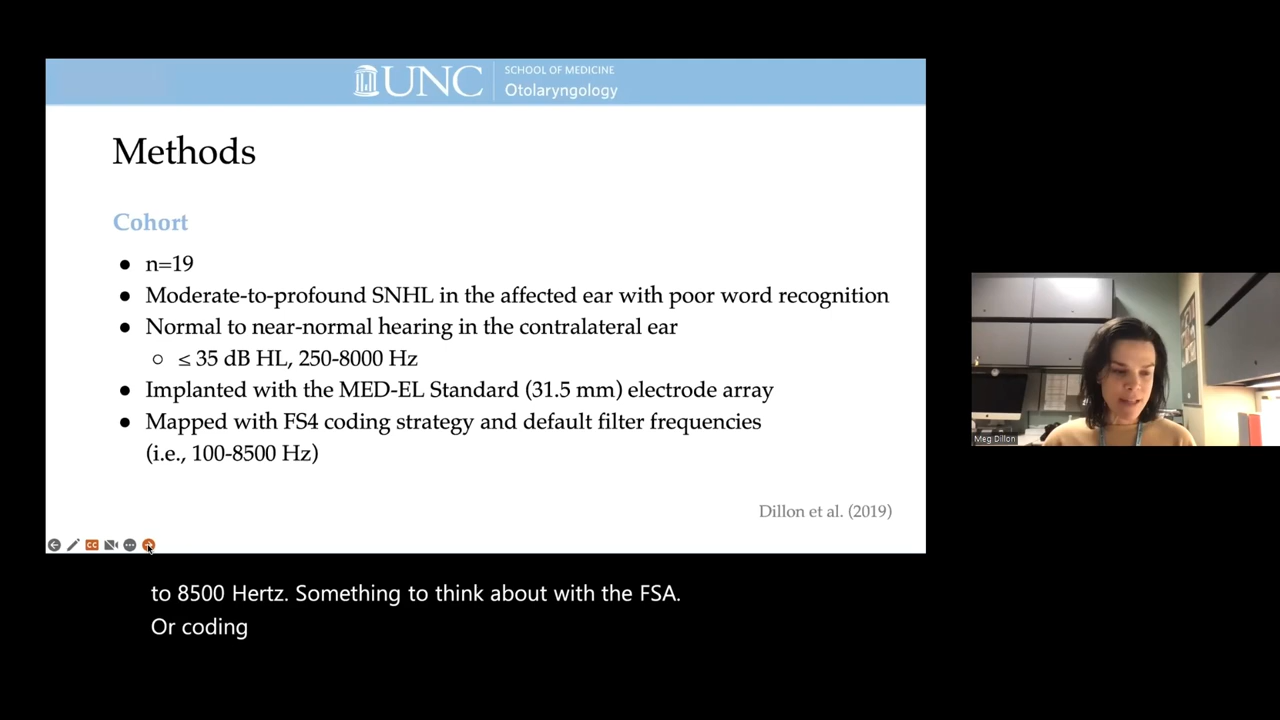 UNC
SCHOOL OF MEDICINE
Otolaryngology
Methods
Cohort
● n=19
● Moderate-to-profound SNHL in the affected ear with poor word recognition
● Normal to near-normal hearing in the contralateral ear
○ ≤ 35 dB HL, 250-8000 Hz
● Implanted with the MED-EL Standard (31.5 mm) electrode array
● Mapped with FS4 coding strategy and default filter frequencies
(i.e., 100-8500 Hz)
Dillon et al. (2019)
CC
Meg Dillon
to 8500 Hertz. Something to think about with the FSA.
Or coding